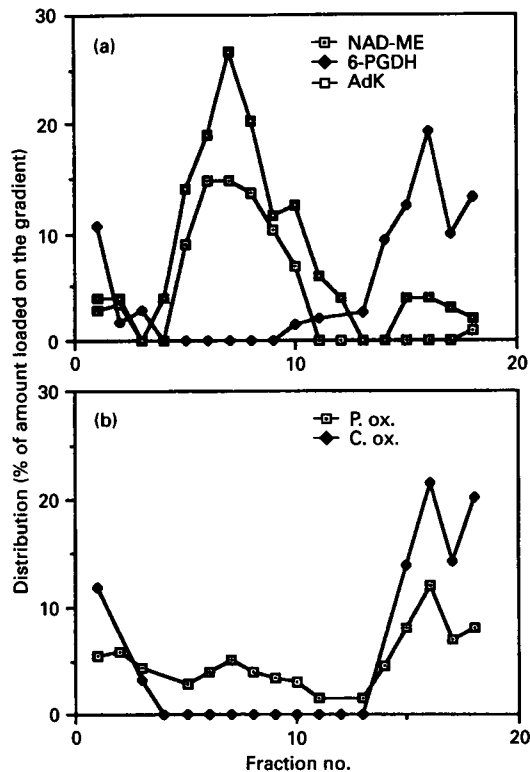 (a)
NAD-ME
6-PGDH
AdK
30
20
10
0
0
10
20
Distribution (% of amount loaded on the gradient)
(b)
P. ox.
C. ox.
30
20
10
0
0
10
20
Fraction no.